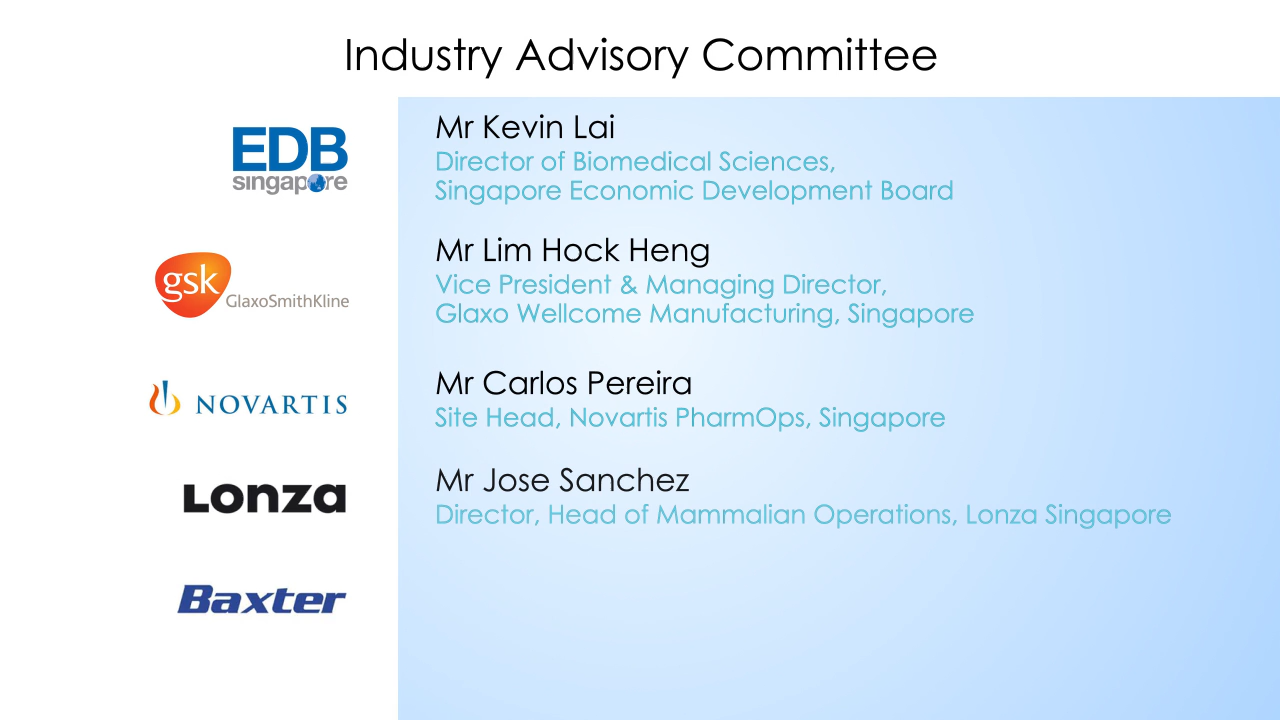 Industry Advisory Committee
EDB
singapore
Mr Kevin Lai
Director of Biomedical Sciences,
Singapore Economic Development Board
gsk
GlaxoSmithKline
Mr Lim Hock Heng
Vice President & Managing Director,
Glaxo Wellcome Manufacturing, Singapore
NOVARTIS
Mr Carlos Pereira
Site Head, Novartis PharmOps, Singapore
Lonza
Mr Jose Sanchez
Director, Head of Mammalian Operations, Lonza Singapore
Baxter